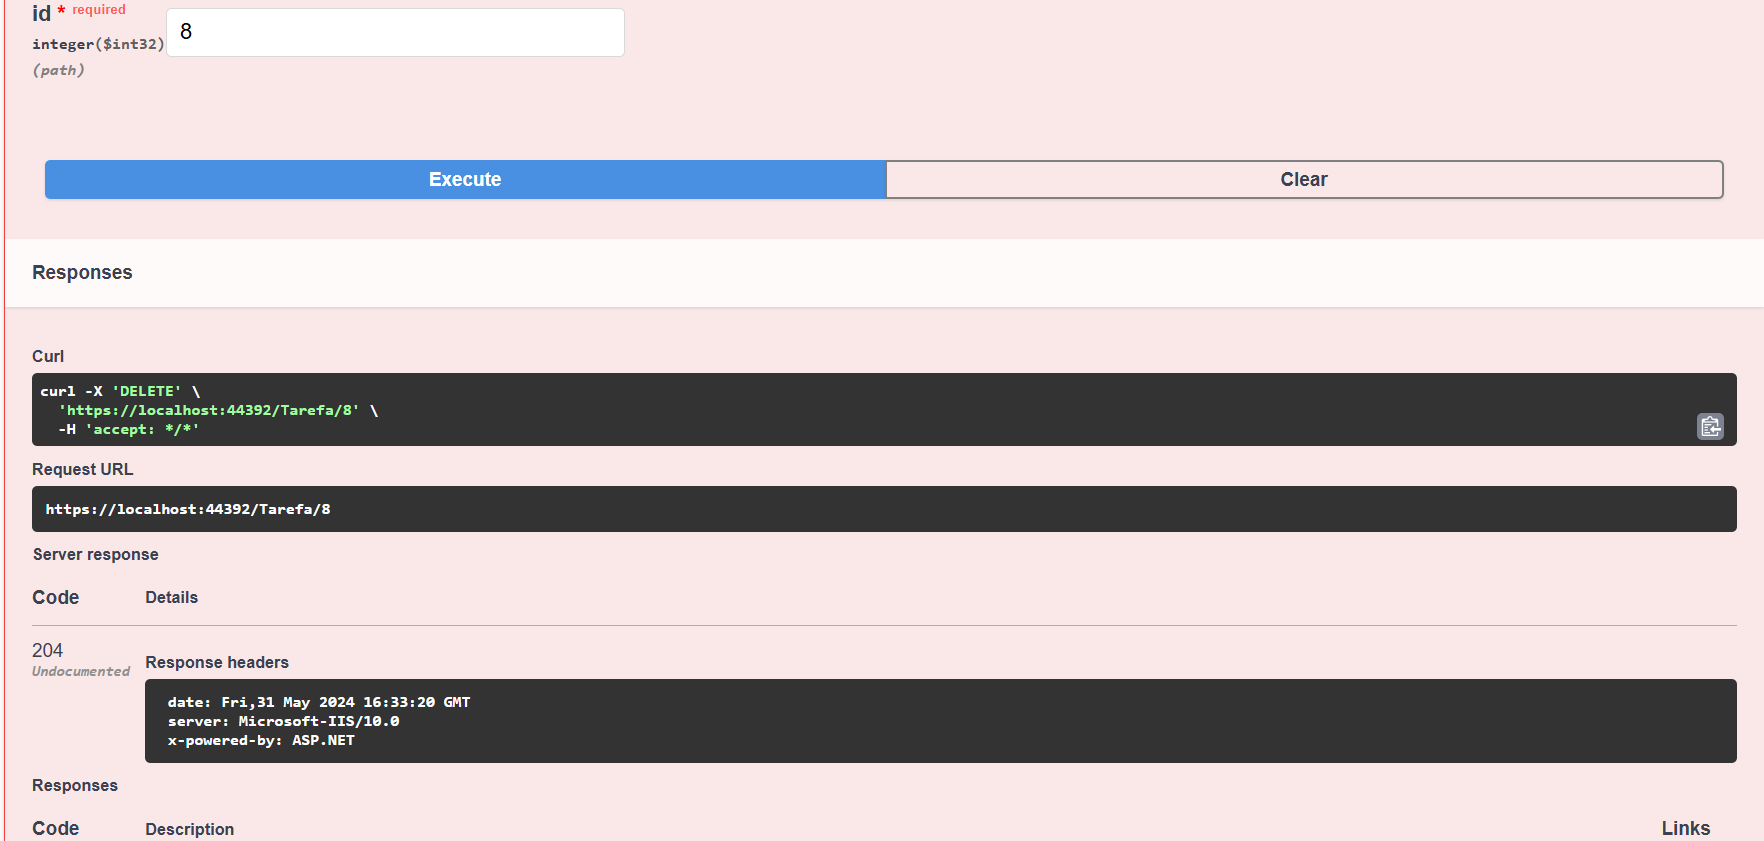 id * required
integer($int32)
8
(path)
Execute
Clear
Responses
Curl
curl -X 'DELETE' \
'https://localhost:44392/Tarefa/8' \
-H 'accept: */*'
Request URL
https://localhost:44392/Tarefa/8
Server response
Code
Details
204
Undocumented
Response headers
date: Fri,31 May 2024 16:33:20 GMT
server: Microsoft-IIS/10.0
x-powered-by: ASP.NET
Responses
Code
Description
Links